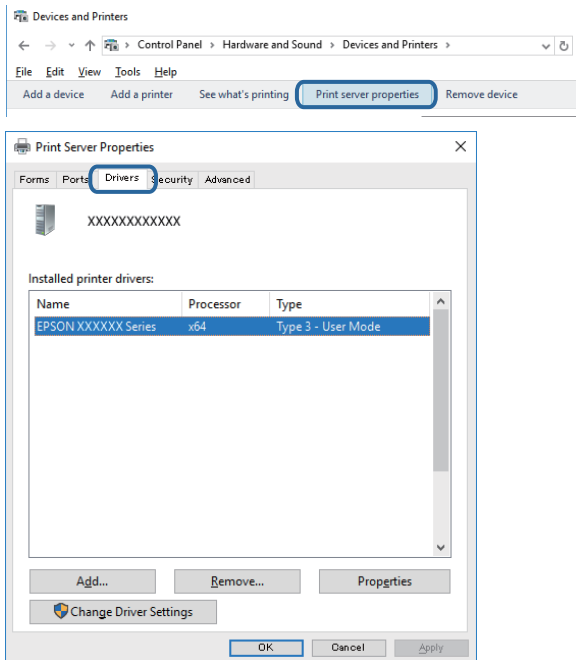 Devices and Printers
Control Panel > Hardware and Sound > Devices and Printers >
File Edit View Tools Help
Add a device Add a printer See what's printing Print server properties Remove device
Print Server Properties
Forms Ports Drivers Security Advanced
XXXXXXXXXXXX
Installed printer drivers:
Name Processor Type
EPSON XXXXXX Series x64 Type 3 - User Mode
Add... Remove... Properties
Change Driver Settings
OK Cancel Apply